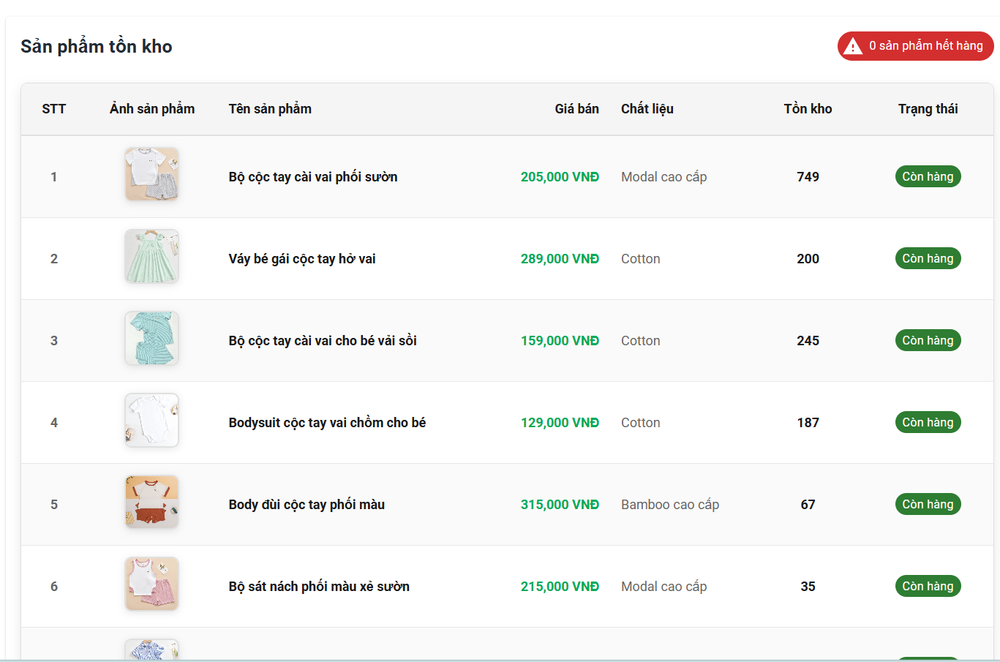 Sản phẩm tồn kho
0 sản phẩm hết hàng
STT Ảnh sản phẩm Tên sản phẩm Giá bán Chất liệu Tồn kho Trạng thái
1 Bộ cộc tay cài vai phối sườn 205,000 VNĐ Modal cao cấp 749 Còn hàng
2 Váy bé gái cộc tay hở vai 289,000 VNĐ Cotton 200 Còn hàng
3 Bộ cộc tay cài vai cho bé vải sồi 159,000 VNĐ Cotton 245 Còn hàng
4 Bodysuit cộc tay vai chồm cho bé 129,000 VNĐ Cotton 187 Còn hàng
5 Body đùi cộc tay phối màu 315,000 VNĐ Bamboo cao cấp 67 Còn hàng
6 Bộ sát nách phối màu xẻ sườn 215,000 VNĐ Modal cao cấp 35 Còn hàng